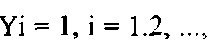 Yi = 1, i = 1.2, ...,